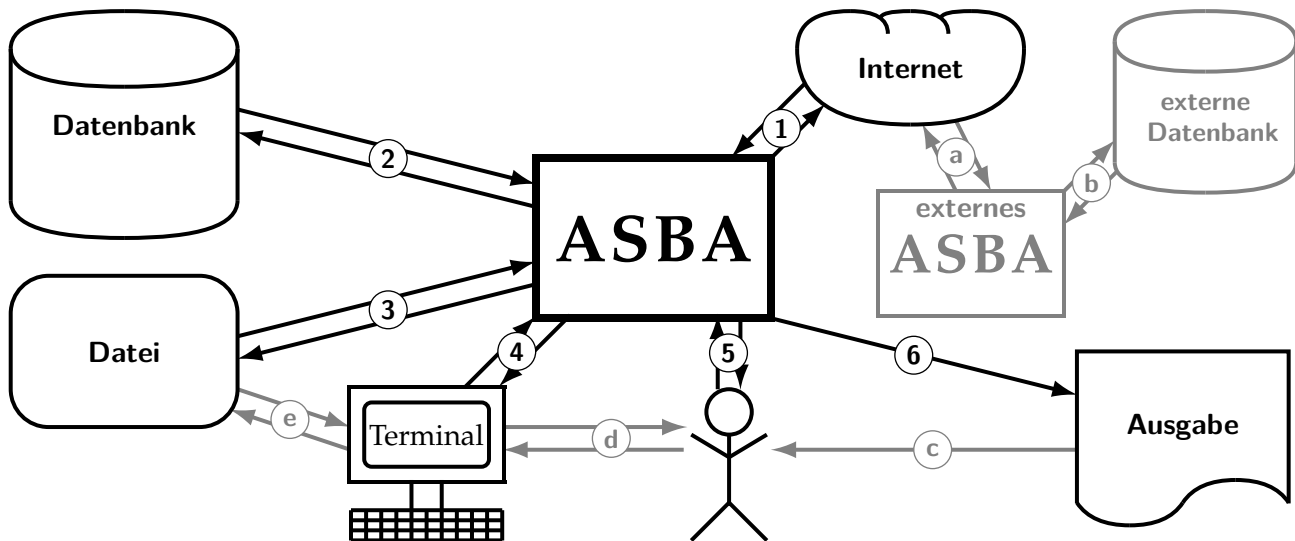 Datenbank
Internet
externe
Datenbank
1
2
a
b
externes
ASBA
ASBA
3
Datei
4
5
6
e
Terminal
d
c
Ausgabe